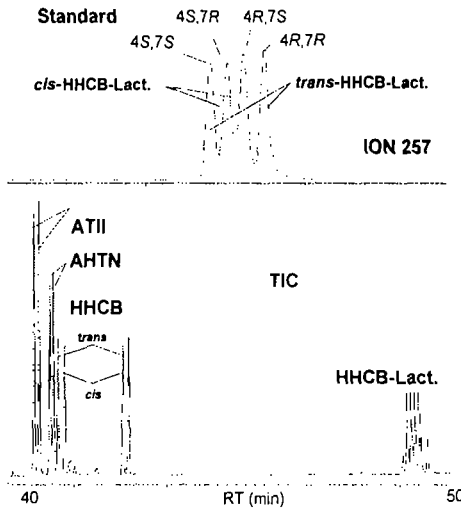 Standard
4S,7R 4R,7S
4S,7S 4R,7R
cis-HHCB-Lact. trans-HHCB-Lact.
ION 257
ATII
AHTN
TIC
HHCB
trans
HHCB-Lact.
cis
40 RT (min) 50